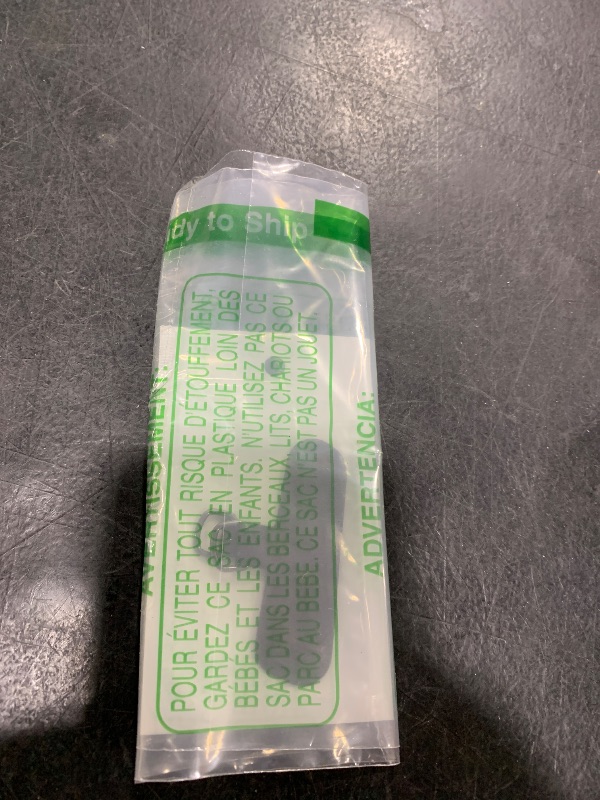 dy to Ship
AVERTISSEMENT:
POUR ÉVITER TOUT RISQUE D'ÉTOUFFEMENT,
GARDEZ CE SAC EN PLASTIQUE LOIN DES
BÉBÉS ET LES ENFANTS. N'UTILISEZ PAS CE
SAC DANS LES BERCEAUX, LITS, CHARIOTS OU
PARC AU BEBE. CE SAC N'EST PAS UN JOUET.
ADVERTENCIA: